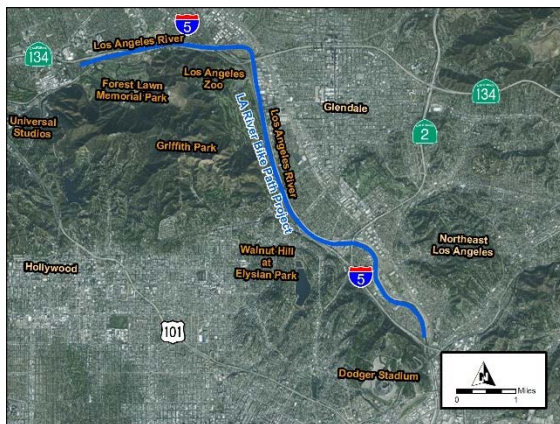 5
Los Angeles River
134
Los Angeles
Zoo
Forest Lawn
Memorial Park
Glendale
134
Universal
Studios
Los Angeles River
2
Griffith Park
LA River Bike Path Project
Northeast
Los Angeles
Walnut Hill
at
Elysian Park
Hollywood
5
101
Dodger Stadium
N
Miles
0
1